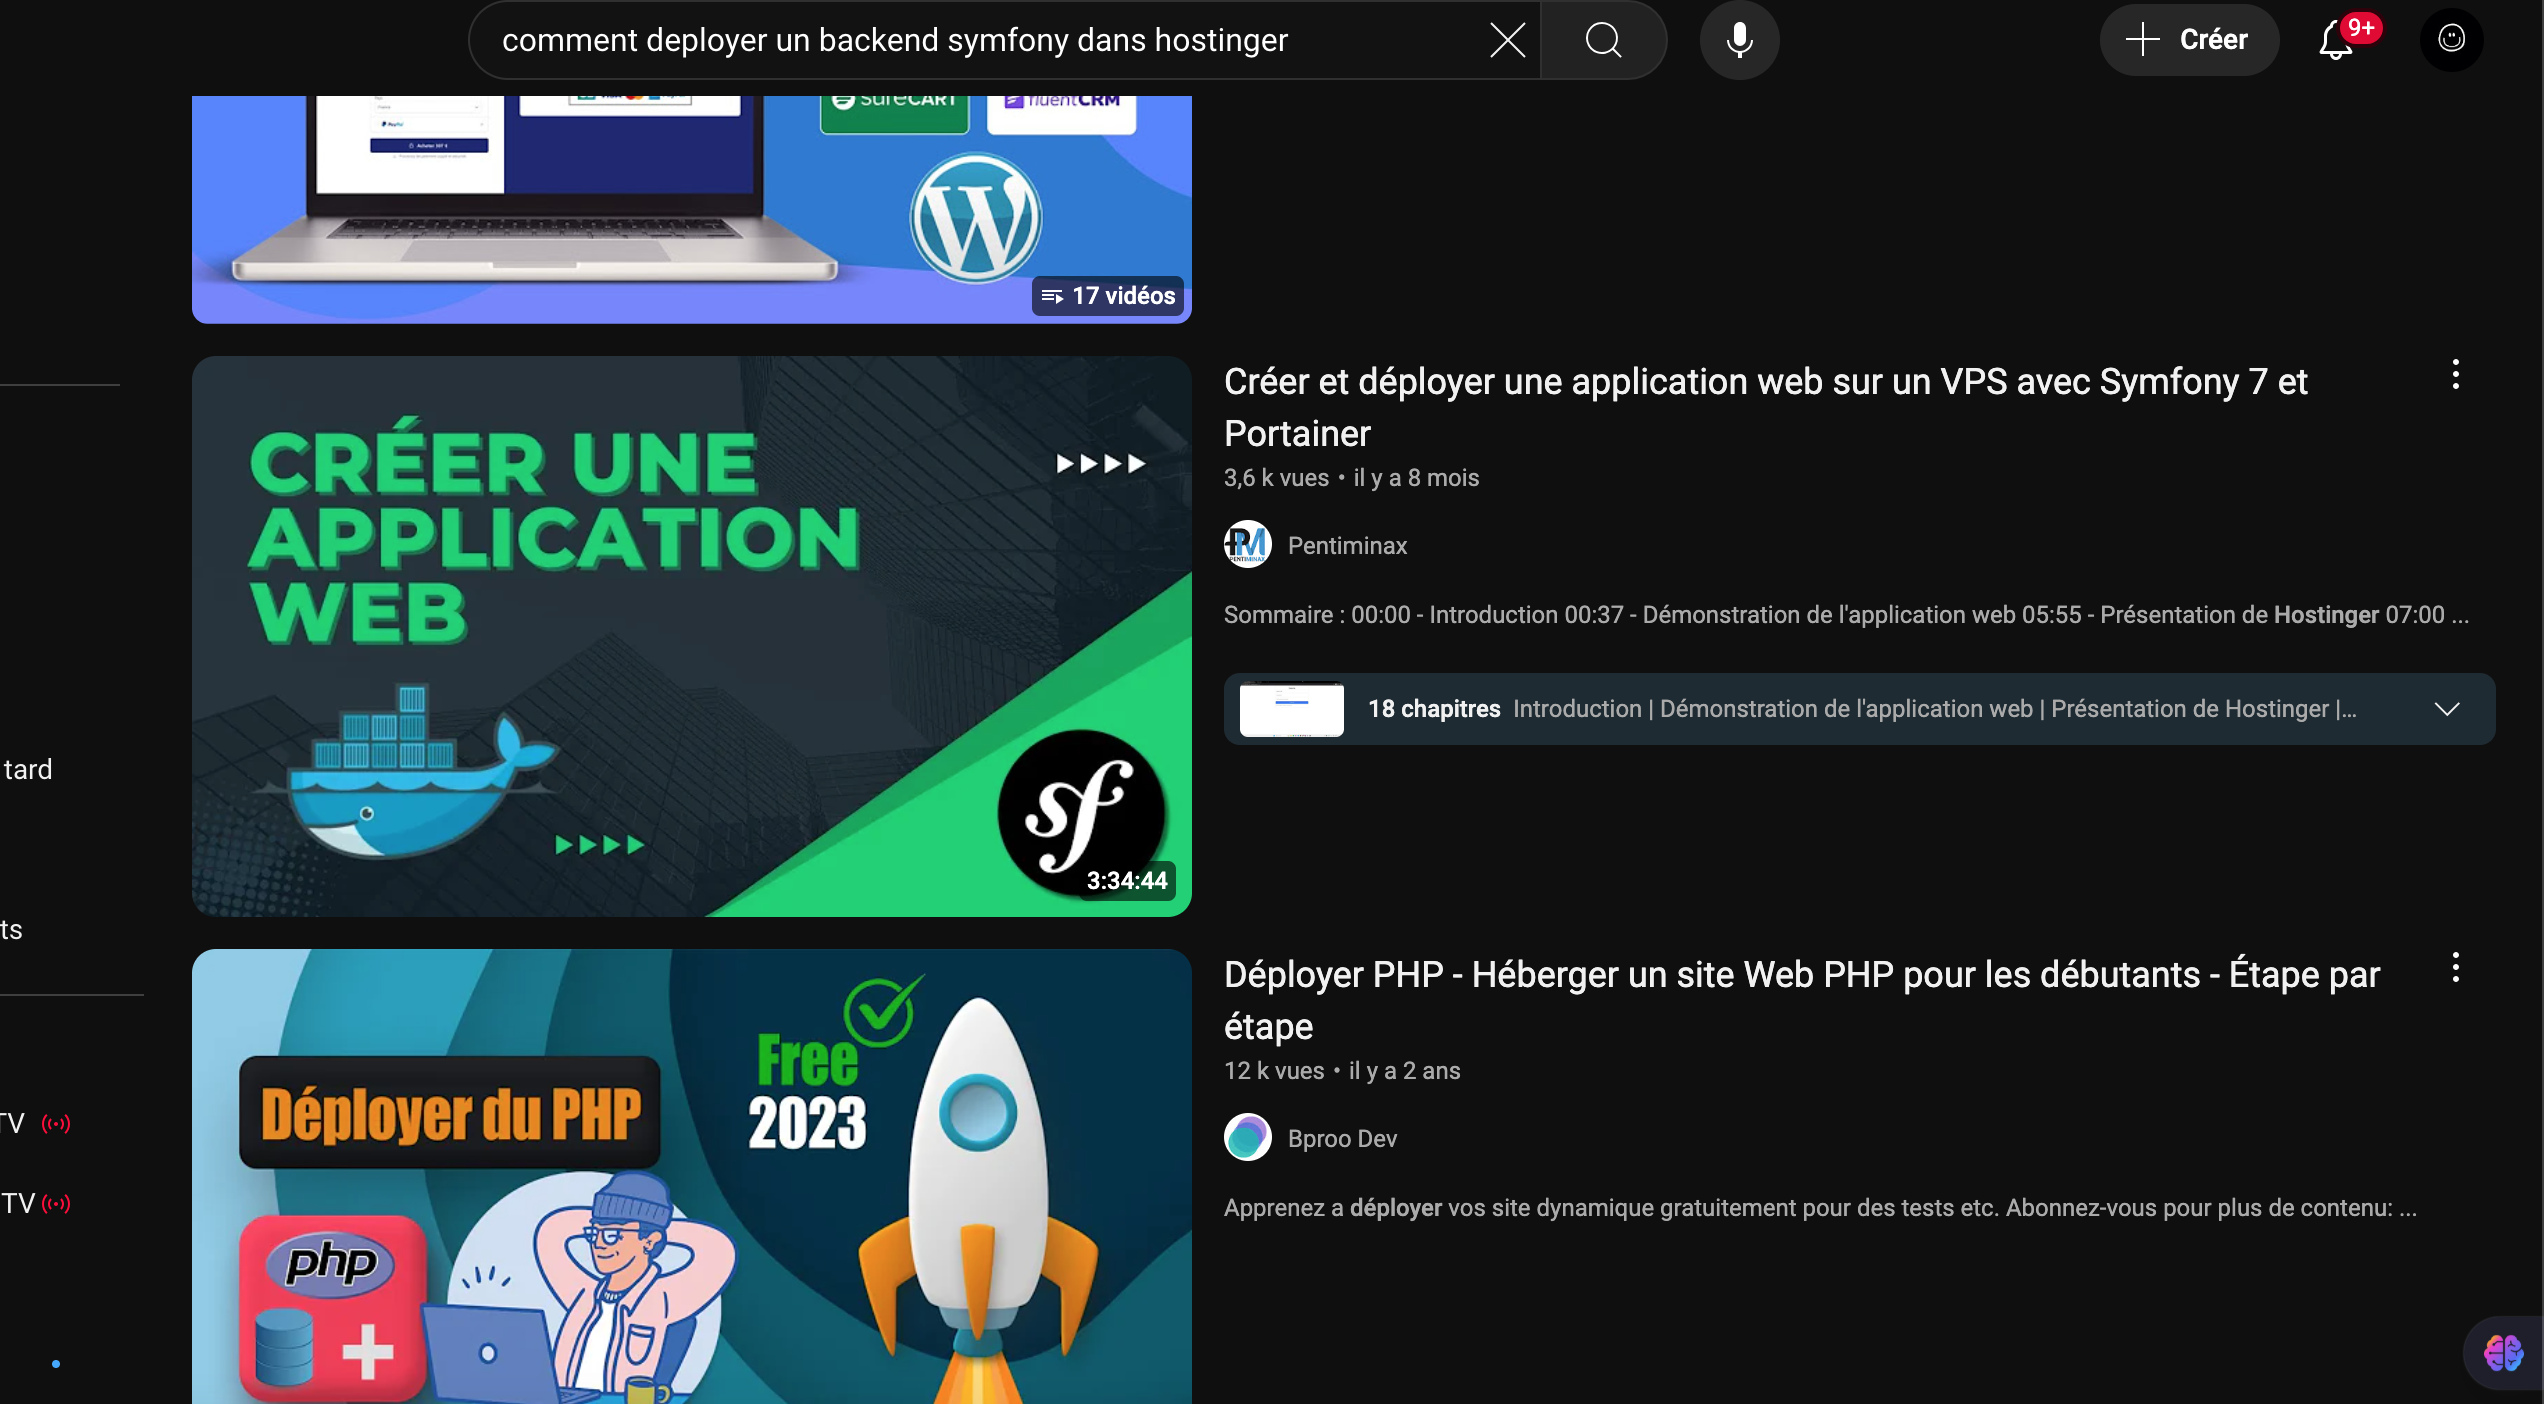 comment deployer un backend symfony dans hostinger
Créer
9+
PayPal
SURECART
fluentCRM
17 vidéos
CRÉER UNE
APPLICATION
WEB
sf
3:34:44
Créer et déployer une application web sur un VPS avec Symfony 7 et
Portainer
3,6 k vues • il y a 8 mois
PM
PENTIMINAX
Pentiminax
Sommaire : 00:00 - Introduction 00:37 - Démonstration de l'application web 05:55 - Présentation de Hostinger 07:00 ...
18 chapitres Introduction | Démonstration de l'application web | Présentation de Hostinger |...
tard
ts
TV
TV
Déployer du PHP
Free
2023
php
Déployer PHP - Héberger un site Web PHP pour les débutants - Étape par
étape
12 k vues • il y a 2 ans
Bproo Dev
Apprenez a déployer vos site dynamique gratuitement pour des tests etc. Abonnez-vous pour plus de contenu: ...